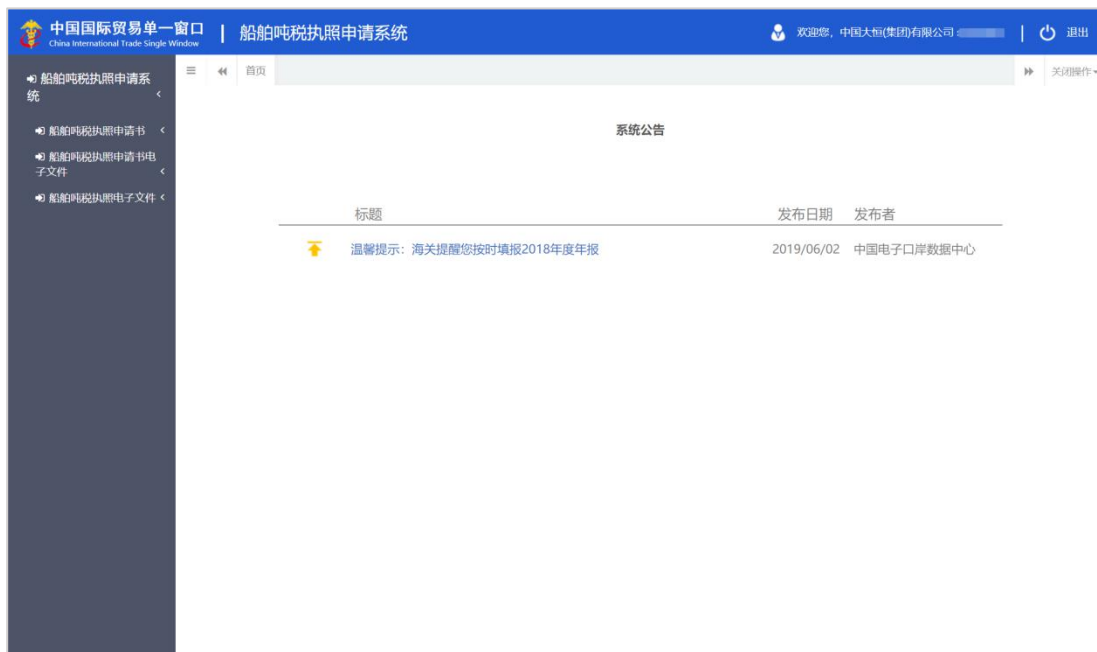 中国国际贸易单一窗口 | 船舶吨税执照申请系统
China International Trade Single Window
欢迎您，中国大恒(集团)有限公司: | 退出
船舶吨税执照申请系
统
首页
关闭操作
船舶吨税执照申请书
船舶吨税执照申请书电
子文件
船舶吨税执照电子文件
系统公告
标题 发布日期 发布者
温馨提示：海关提醒您按时填报2018年度年报 2019/06/02 中国电子口岸数据中心